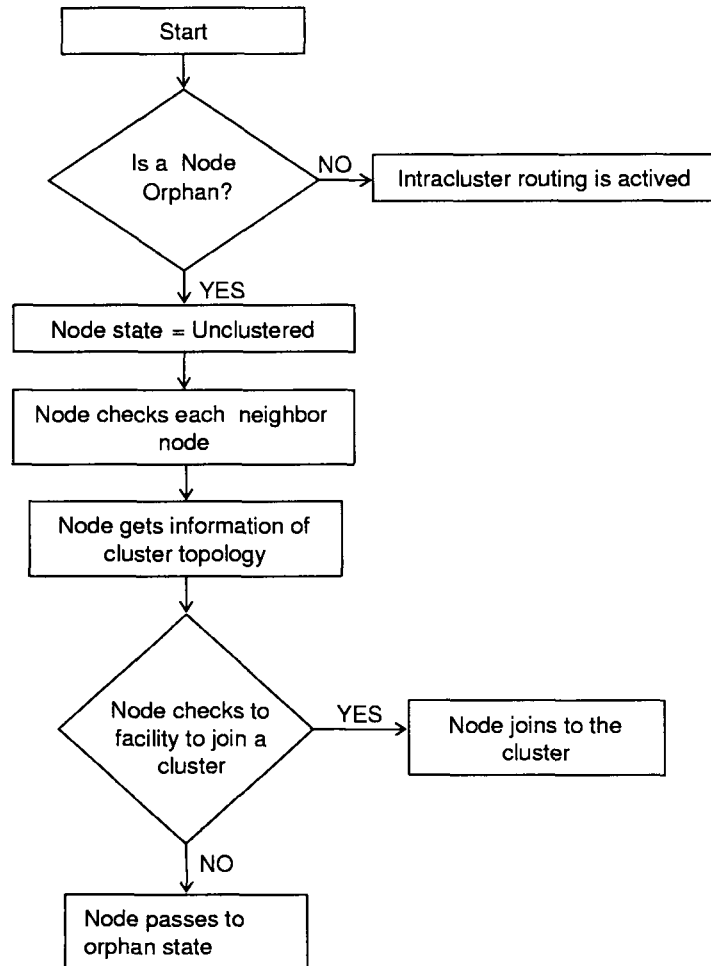 Start
Is a Node
Orphan?
NO
Intracluster routing is actived
YES
Node state = Unclustered
Node checks each neighbor
node
Node gets information of
cluster topology
Node checks to
facility to join a
cluster
YES
Node joins to the
cluster
NO
Node passes to
orphan state